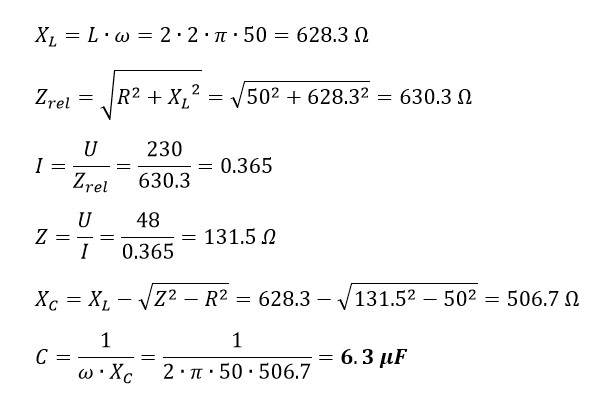 X_L = L · ω = 2 · 2 · π · 50 = 628.3 Ω
Z_rel = √(R² + X_L²) = √(50² + 628.3²) = 630.3 Ω
I = U / Z_rel = 230 / 630.3 = 0.365
Z = U / I = 48 / 0.365 = 131.5 Ω
X_C = X_L − √(Z² − R²) = 628.3 − √(131.5² − 50²) = 506.7 Ω
C = 1 / (ω · X_C) = 1 / (2 · π · 50 · 506.7) = 6.3 μF